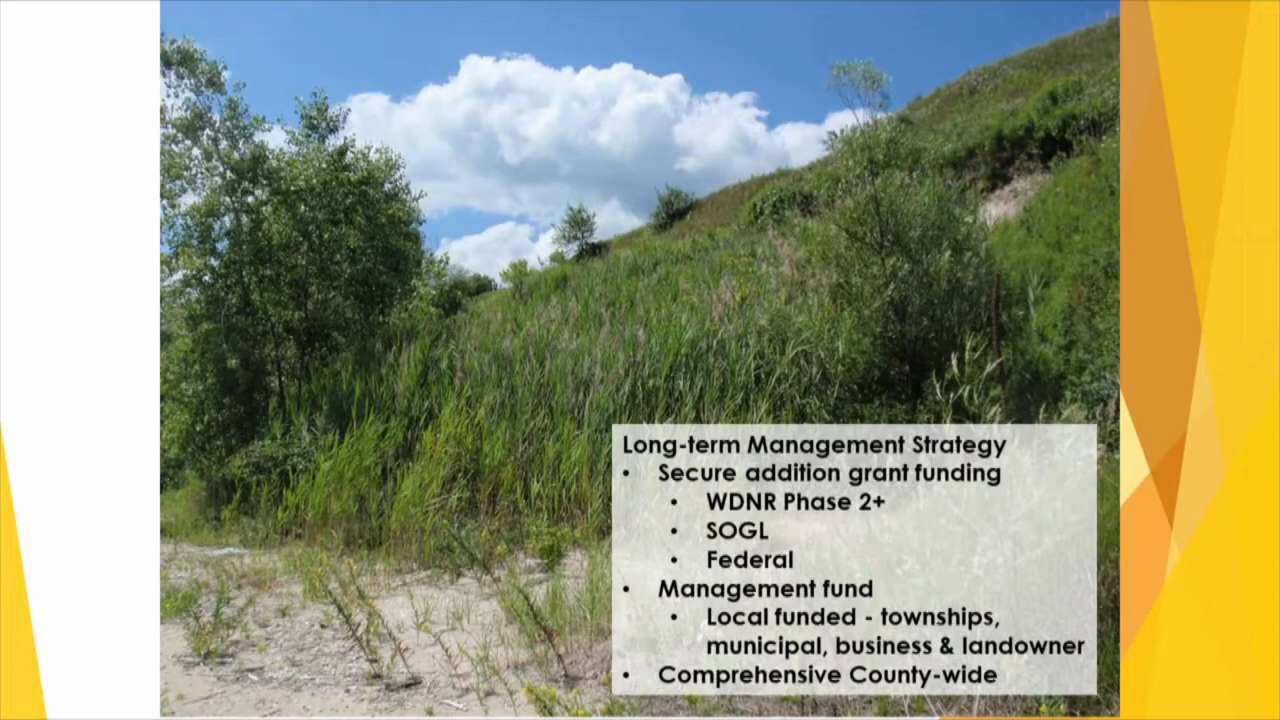 Long-term Management Strategy
• Secure addition grant funding
• WDNR Phase 2+
• SOGL
• Federal
• Management fund
• Local funded - townships,
municipal, business & landowner
• Comprehensive County-wide